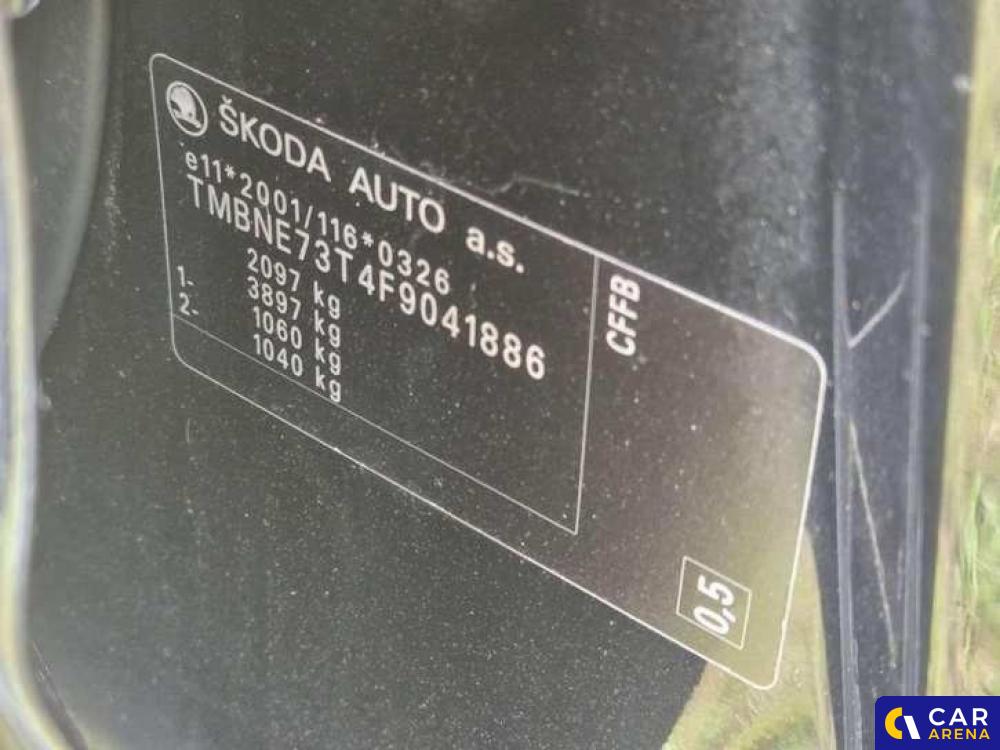 ŠKODA AUTO a.s.
e11*2001/116*0326
TMBNE73T4F9041886
2097 kg
3897 kg
1- 1060 kg
2- 1040 kg
CFFB
0,5
CAR
ARENA